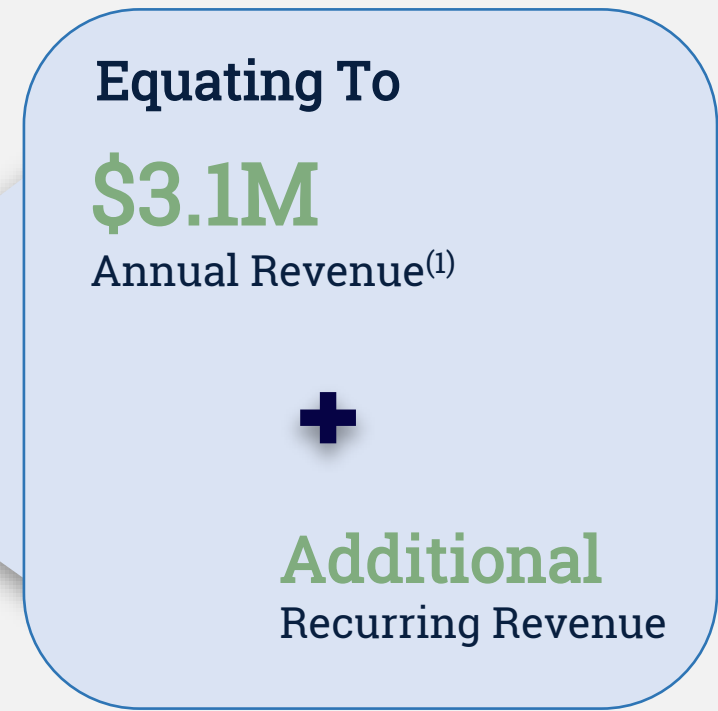 Equating To
$3.1M
Annual Revenue(1)
+
Additional
Recurring Revenue